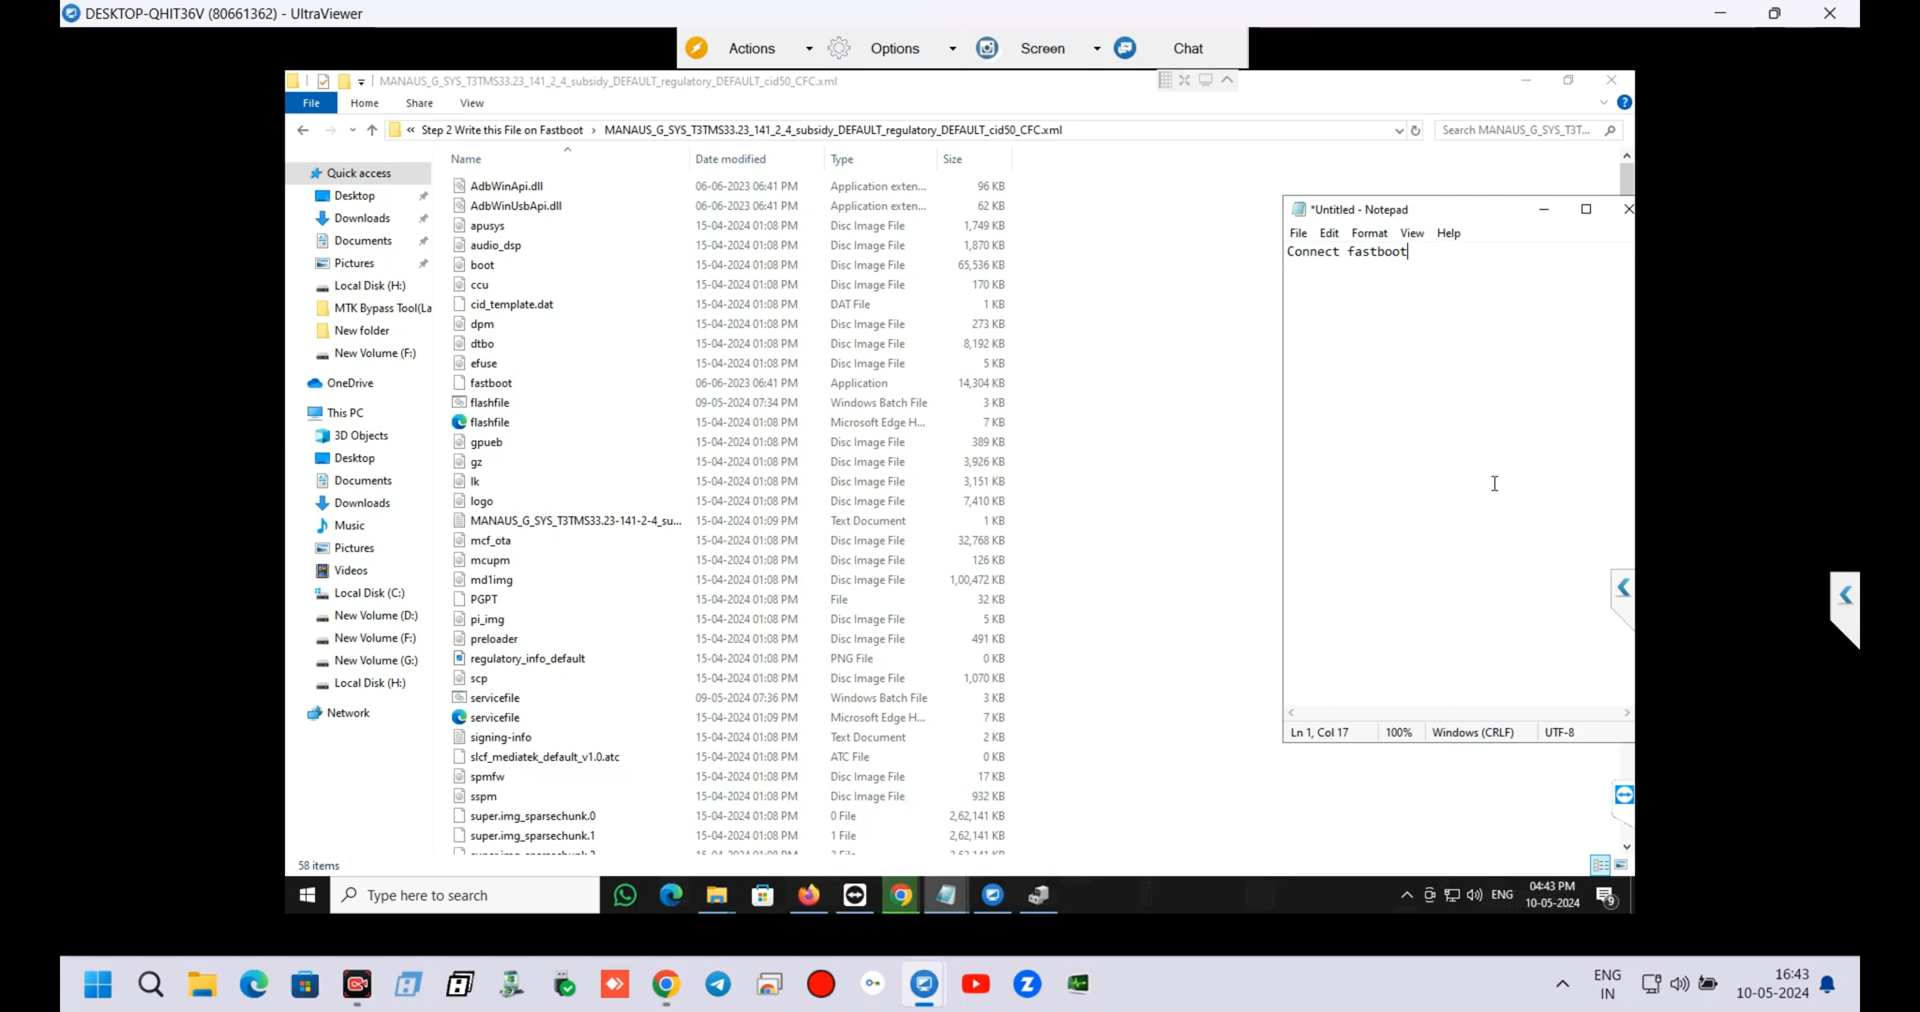 DESKTOP-QHIT36V (80661362) - UltraViewer
Actions Options Screen Chat
MANAUS_G_SYS_T3TMS33.23_141_2_4_subsidy_DEFAULT_regulatory_DEFAULT_cid50_CFC.xml
File Home Share View
« Step 2 Write this File on Fastboot › MANAUS_G_SYS_T3TMS33.23_141_2_4_subsidy_DEFAULT_regulatory_DEFAULT_cid50_CFC.xml
Search MANAUS_G_SYS_T3T...
Quick access
Desktop
Downloads
Documents
Pictures
Local Disk (H:)
MTK Bypass Tool(La
New folder
New Volume (F:)
OneDrive
This PC
3D Objects
Desktop
Documents
Downloads
Music
Pictures
Videos
Local Disk (C:)
New Volume (D:)
New Volume (F:)
New Volume (G:)
Local Disk (H:)
Network
Name Date modified Type Size
AdbWinApi.dll 06-06-2023 06:41 PM Application exten... 96 KB
AdbWinUsbApi.dll 06-06-2023 06:41 PM Application exten... 62 KB
apusys 15-04-2024 01:08 PM Disc Image File 1,749 KB
audio_dsp 15-04-2024 01:08 PM Disc Image File 1,870 KB
boot 15-04-2024 01:08 PM Disc Image File 65,536 KB
ccu 15-04-2024 01:08 PM Disc Image File 170 KB
cid_template.dat 15-04-2024 01:08 PM DAT File 1 KB
dpm 15-04-2024 01:08 PM Disc Image File 273 KB
dtbo 15-04-2024 01:08 PM Disc Image File 8,192 KB
efuse 15-04-2024 01:08 PM Disc Image File 5 KB
fastboot 06-06-2023 06:41 PM Application 14,304 KB
flashfile 09-05-2024 07:34 PM Windows Batch File 3 KB
flashfile 15-04-2024 01:08 PM Microsoft Edge H... 7 KB
gpueb 15-04-2024 01:08 PM Disc Image File 389 KB
gz 15-04-2024 01:08 PM Disc Image File 3,926 KB
lk 15-04-2024 01:08 PM Disc Image File 3,151 KB
logo 15-04-2024 01:08 PM Disc Image File 7,410 KB
MANAUS_G_SYS_T3TMS33.23-141-2-4_su... 15-04-2024 01:09 PM Text Document 1 KB
mcf_ota 15-04-2024 01:08 PM Disc Image File 32,768 KB
mcupm 15-04-2024 01:08 PM Disc Image File 126 KB
md1img 15-04-2024 01:08 PM Disc Image File 1,00,472 KB
PGPT 15-04-2024 01:08 PM File 32 KB
pi_img 15-04-2024 01:08 PM Disc Image File 5 KB
preloader 15-04-2024 01:08 PM Disc Image File 491 KB
regulatory_info_default 15-04-2024 01:08 PM PNG File 0 KB
scp 15-04-2024 01:08 PM Disc Image File 1,070 KB
servicefile 09-05-2024 07:36 PM Windows Batch File 3 KB
servicefile 15-04-2024 01:09 PM Microsoft Edge H... 7 KB
signing-info 15-04-2024 01:08 PM Text Document 2 KB
slcf_mediatek_default_v1.0.atc 15-04-2024 01:08 PM ATC File 0 KB
spmfw 15-04-2024 01:08 PM Disc Image File 17 KB
sspm 15-04-2024 01:08 PM Disc Image File 932 KB
super.img_sparsechunk.0 15-04-2024 01:08 PM 0 File 2,62,141 KB
super.img_sparsechunk.1 15-04-2024 01:08 PM 1 File 2,62,141 KB
58 items
*Untitled - Notepad
File Edit Format View Help
Connect fastboot
Ln 1, Col 17 100% Windows (CRLF) UTF-8
Type here to search
ENG
04:43 PM
10-05-2024
9
ENG
IN
16:43
10-05-2024